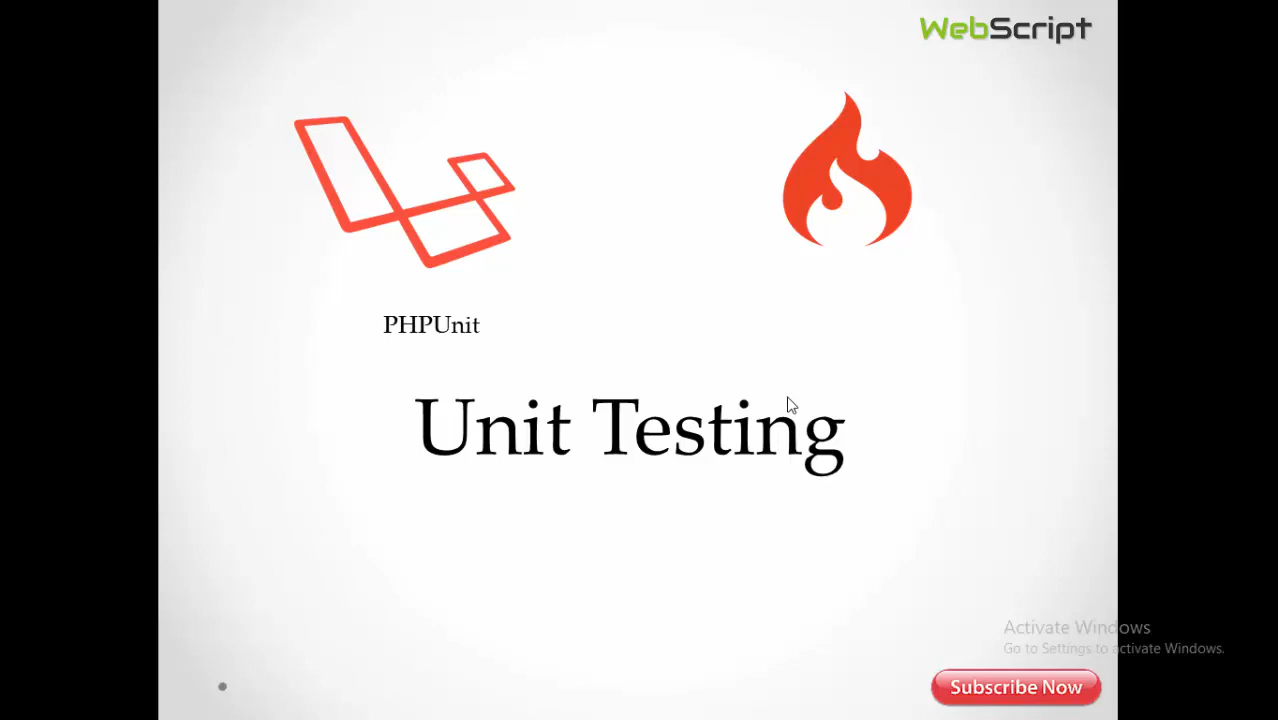 WebScript
PHPUnit
Unit Testing
Activate Windows
Go to Settings to activate Windows.
Subscribe Now